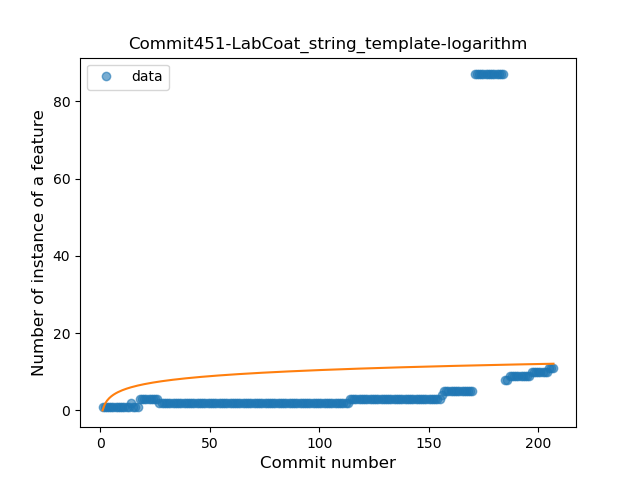 Commit451-LabCoat_string_template-logarithm
data
Number of instance of a feature
80
60
40
20
0
0 50 100 150 200
Commit number